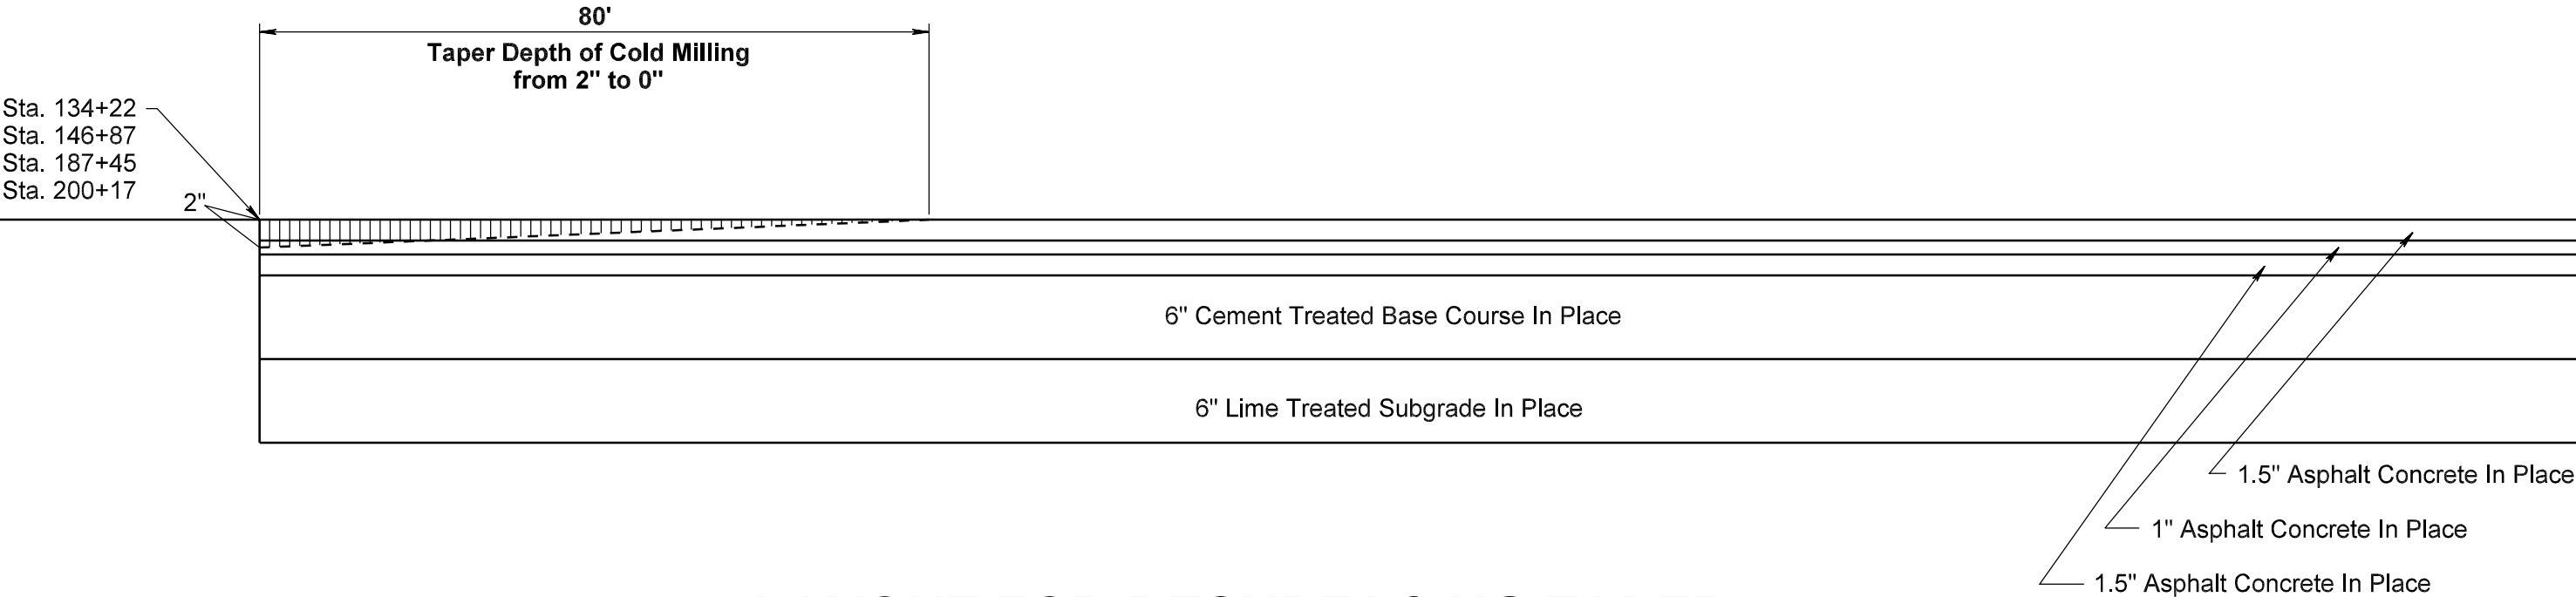 80'
Taper Depth of Cold Milling
from 2" to 0"
Sta. 134+22
Sta. 146+87
Sta. 187+45
Sta. 200+17
2"
6" Cement Treated Base Course In Place
6" Lime Treated Subgrade In Place
1.5" Asphalt Concrete In Place
1" Asphalt Concrete In Place
1.5" Asphalt Concrete In Place